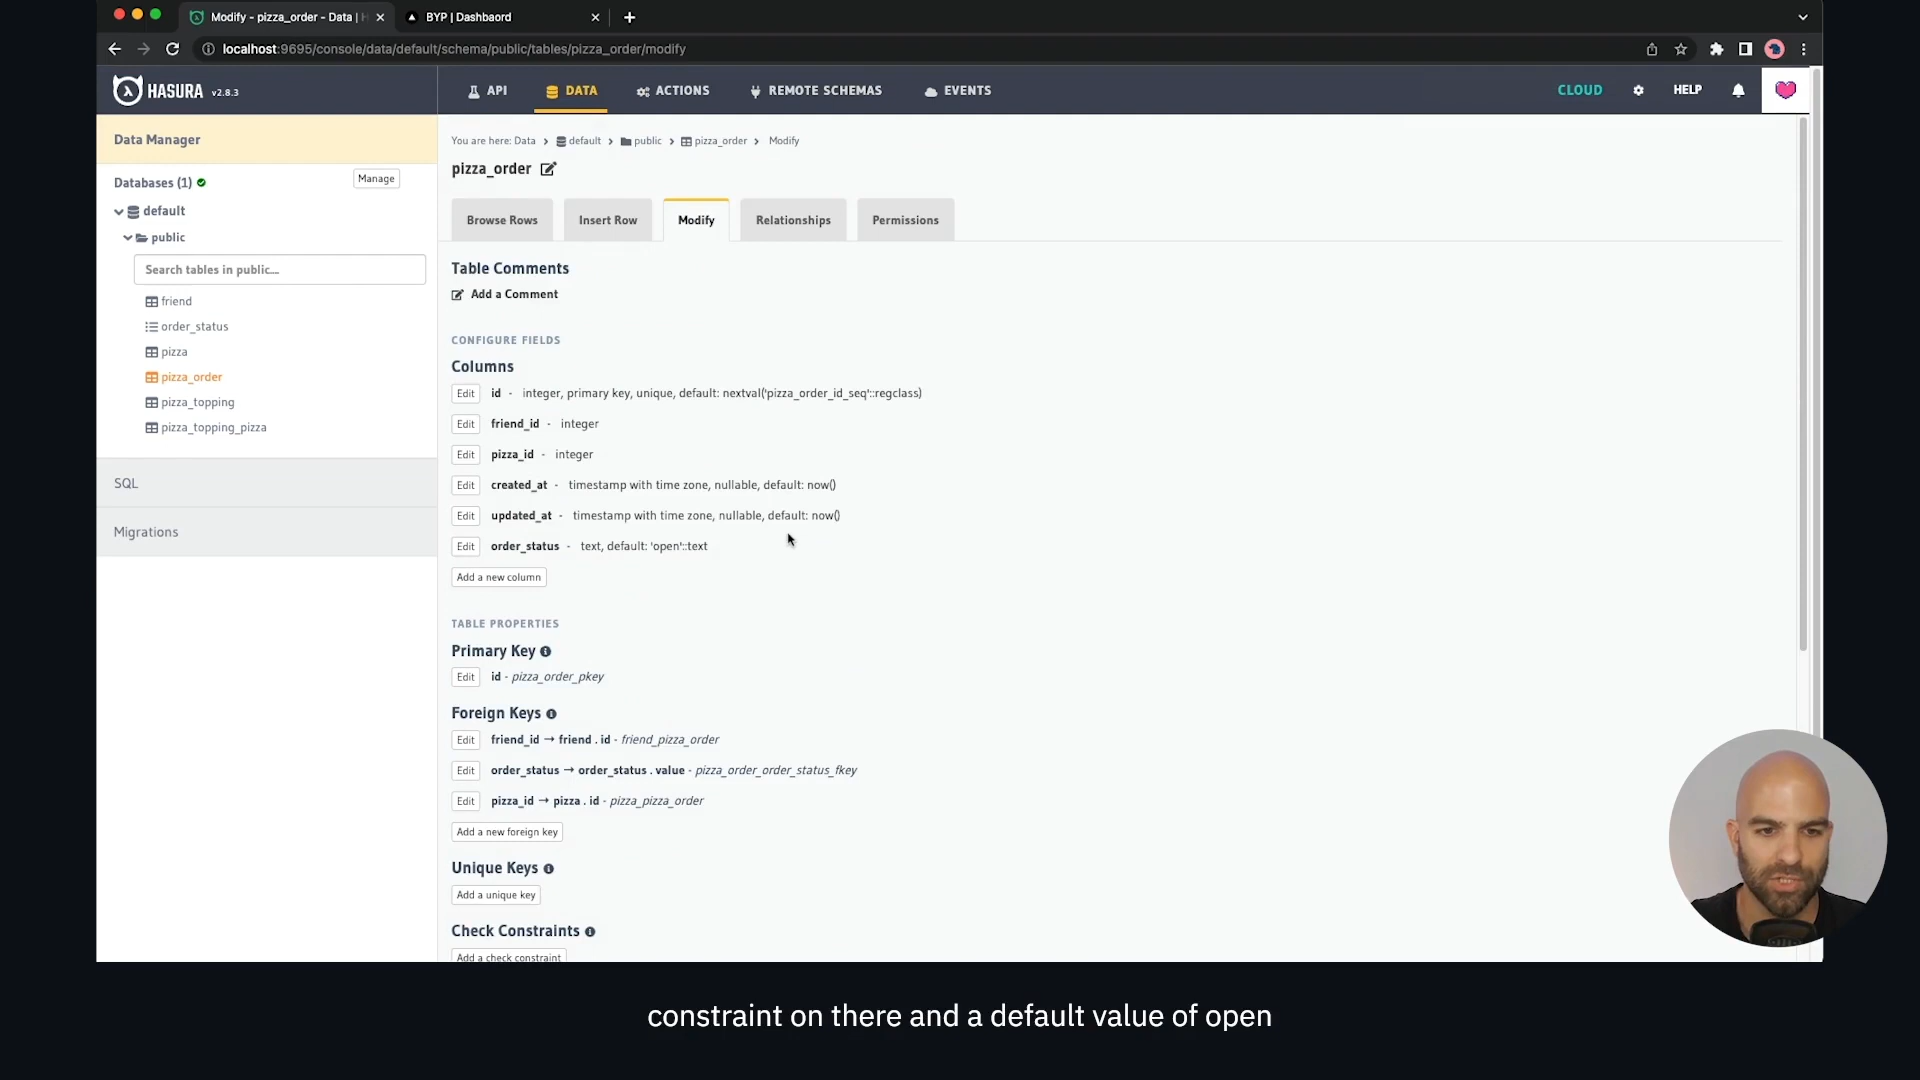 Modify - pizza_order - Data | H
BYP | Dashbaord
localhost:9695/console/data/default/schema/public/tables/pizza_order/modify
HASURA v2.8.3
API
DATA
ACTIONS
REMOTE SCHEMAS
EVENTS
CLOUD
HELP
Data Manager
Databases (1)
Manage
default
public
Search tables in public....
friend
order_status
pizza
pizza_order
pizza_topping
pizza_topping_pizza
SQL
Migrations
You are here: Data > default > public > pizza_order > Modify
pizza_order
Browse Rows
Insert Row
Modify
Relationships
Permissions
Table Comments
Add a Comment
CONFIGURE FIELDS
Columns
Edit id - integer, primary key, unique, default: nextval('pizza_order_id_seq'::regclass)
Edit friend_id - integer
Edit pizza_id - integer
Edit created_at - timestamp with time zone, nullable, default: now()
Edit updated_at - timestamp with time zone, nullable, default: now()
Edit order_status - text, default: 'open'::text
Add a new column
TABLE PROPERTIES
Primary Key
Edit id - pizza_order_pkey
Foreign Keys
Edit friend_id → friend . id - friend_pizza_order
Edit order_status → order_status . value - pizza_order_order_status_fkey
Edit pizza_id → pizza . id - pizza_pizza_order
Add a new foreign key
Unique Keys
Add a unique key
Check Constraints
Add a check constraint
constraint on there and a default value of open